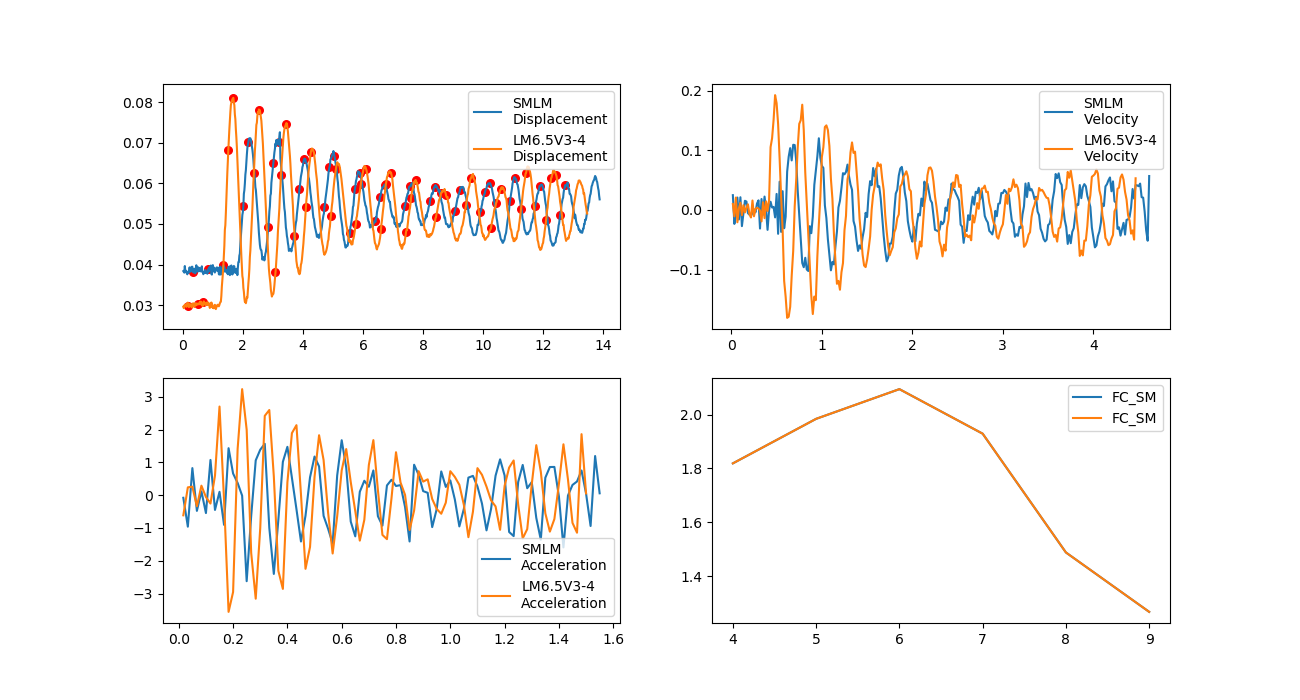 0.08
0.07
0.06
0.05
0.04
0.03
0 2 4 6 8 10 12 14
SMLM
Displacement
LM6.5V3-4
Displacement
0.2
0.1
0.0
−0.1
0 1 2 3 4
SMLM
Velocity
LM6.5V3-4
Velocity
3
2
1
0
−1
−2
−3
0.0 0.2 0.4 0.6 0.8 1.0 1.2 1.4 1.6
SMLM
Acceleration
LM6.5V3-4
Acceleration
2.0
1.8
1.6
1.4
4 5 6 7 8 9
FC_SM
FC_SM